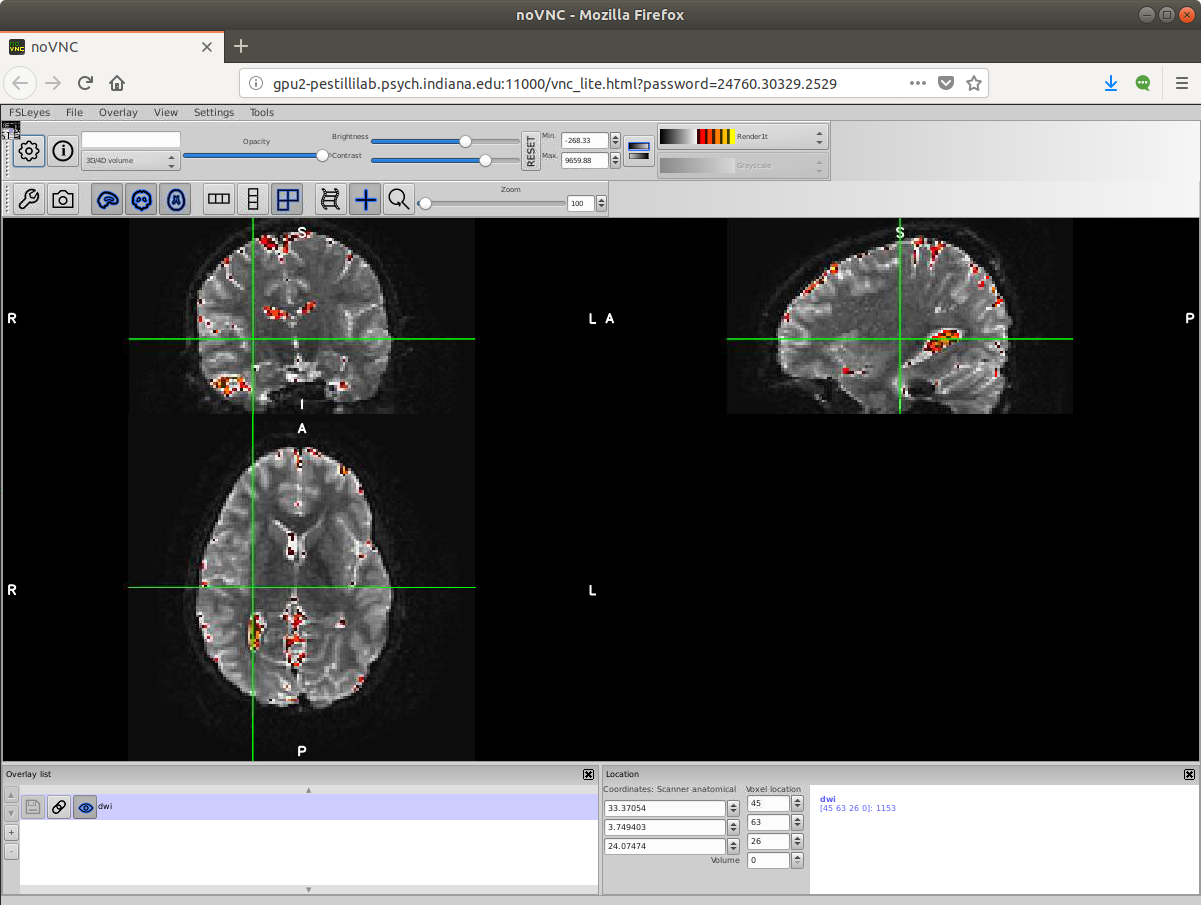 noVNC - Mozilla Firefox
noVNC
gpu2-pestillilab.psych.indiana.edu:11000/vnc_lite.html?password=24760.30329.2529
FSLeyes File Overlay View Settings Tools
3D/4D volume
Opacity
Brightness
Contrast
RESET
Min. -268.33
Max. 9659.88
Render1t
Greyscale
Zoom
100
S
R
L
I
S
A
P
A
R
L
P
Overlay list
dwi
Location
Coordinates: Scanner anatomical Voxel location
33.37054 45
3.749403 63
24.07474 26
Volume 0
dwi
[45 63 26 0]: 1153